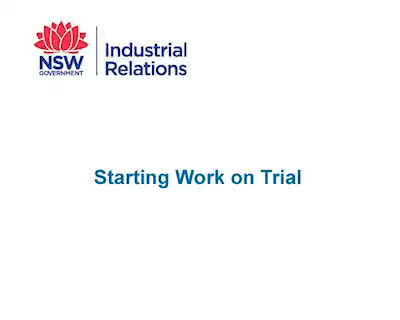 NSW
GOVERNMENT
Industrial
Relations
Starting Work on Trial